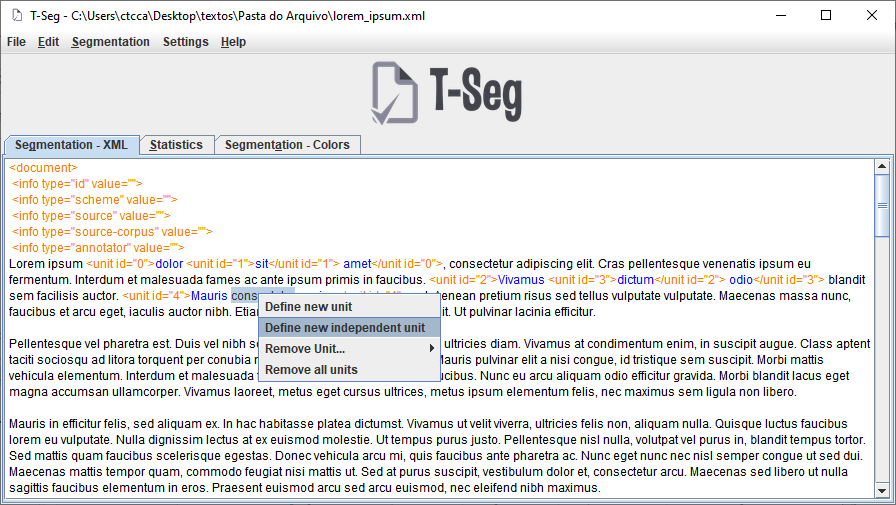 T-Seg - C:\Users\ctcca\Desktop\textos\Pasta do Arquivo\lorem_ipsum.xml
File Edit Segmentation Settings Help
T-Seg
Segmentation - XML Statistics Segmentation - Colors
<document>
<info type="id" value="">
<info type="scheme" value="">
<info type="source" value="">
<info type="source-corpus" value="">
<info type="annotator" value="">
Lorem ipsum <unit id="0">dolor <unit id="1">sit</unit id="1"> amet</unit id="0">, consectetur adipiscing elit. Cras pellentesque venenatis ipsum eu
fermentum. Interdum et malesuada fames ac ante ipsum primis in faucibus. <unit id="2">Vivamus <unit id="3">dictum</unit id="2"> odio</unit id="3"> blandit
sem facilisis auctor. <unit id="4">Mauris enean pretium risus sed tellus vulputate vulputate. Maecenas massa nunc,
faucibus et arcu eget, iaculis auctor nibh. Etiam lit. Ut pulvinar lacinia efficitur.
Define new unit
Define new independent unit
Remove Unit...
Remove all units
Pellentesque vel pharetra est. Duis vel nibh ultricies diam. Vivamus at condimentum enim, in suscipit augue. Class aptent
taciti sociosqu ad litora torquent per conubia Mauris pulvinar elit a nisi congue, id tristique sem suscipit. Morbi mattis
vehicula elementum. Interdum et malesuada faucibus. Nunc eu arcu aliquam odio efficitur gravida. Morbi blandit lacus eget
magna accumsan ullamcorper. Vivamus laoreet, metus eget cursus ultrices, metus ipsum elementum felis, nec maximus sem ligula non libero.
Mauris in efficitur felis, sed aliquam ex. In hac habitasse platea dictumst. Vivamus ut velit viverra, ultricies felis non, aliquam nulla. Quisque luctus faucibus
lorem eu vulputate. Nulla dignissim lectus at ex euismod molestie. Ut tempus purus justo. Pellentesque nisl nulla, volutpat vel purus in, blandit tempus tortor.
Sed mattis quam faucibus scelerisque egestas. Donec vehicula arcu mi, quis faucibus ante pharetra ac. Nunc eget nunc nec nisl semper congue ut sed dui.
Maecenas mattis tempor quam, commodo feugiat nisi mattis ut. Sed at purus suscipit, vestibulum dolor et, consectetur arcu. Maecenas sed libero ut nulla
sagittis faucibus elementum in eros. Praesent euismod arcu sed arcu euismod, nec eleifend nibh maximus.